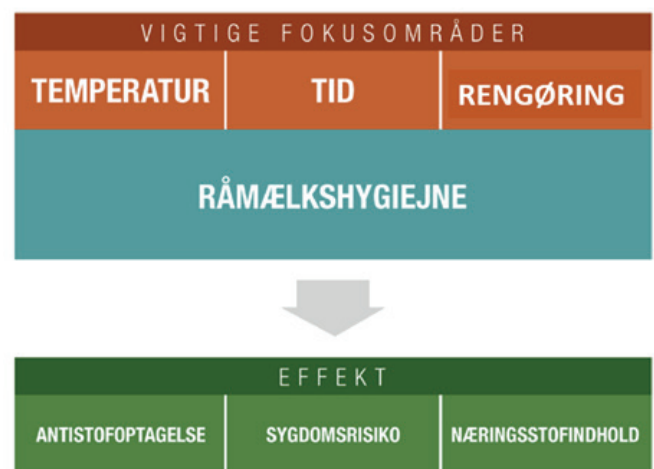 VIGTIGE FOKUSOMRÅDER
TEMPERATUR TID RENGØRING
RÅMÆLKSHYGIEJNE
EFFEKT
ANTISTOFOPTAGELSE SYGDOMSRISIKO NÆRINGSSTOFINDHOLD